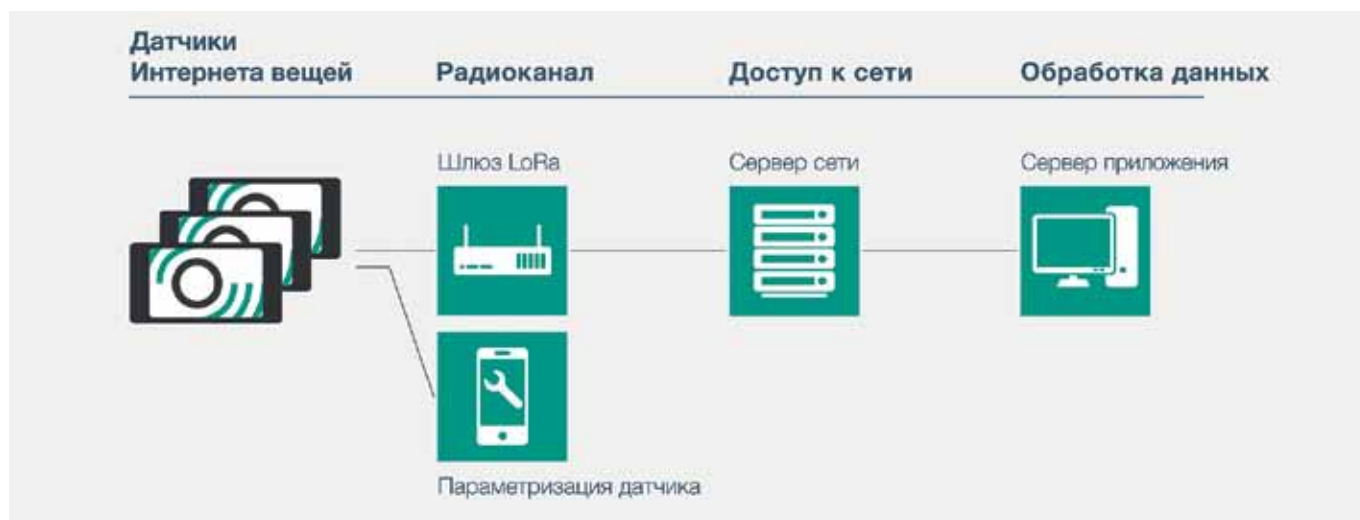 Датчики
Интернета вещей
Радиоканал
Доступ к сети
Обработка данных
Шлюз LoRa
Сервер сети
Сервер приложения
Параметризация датчика